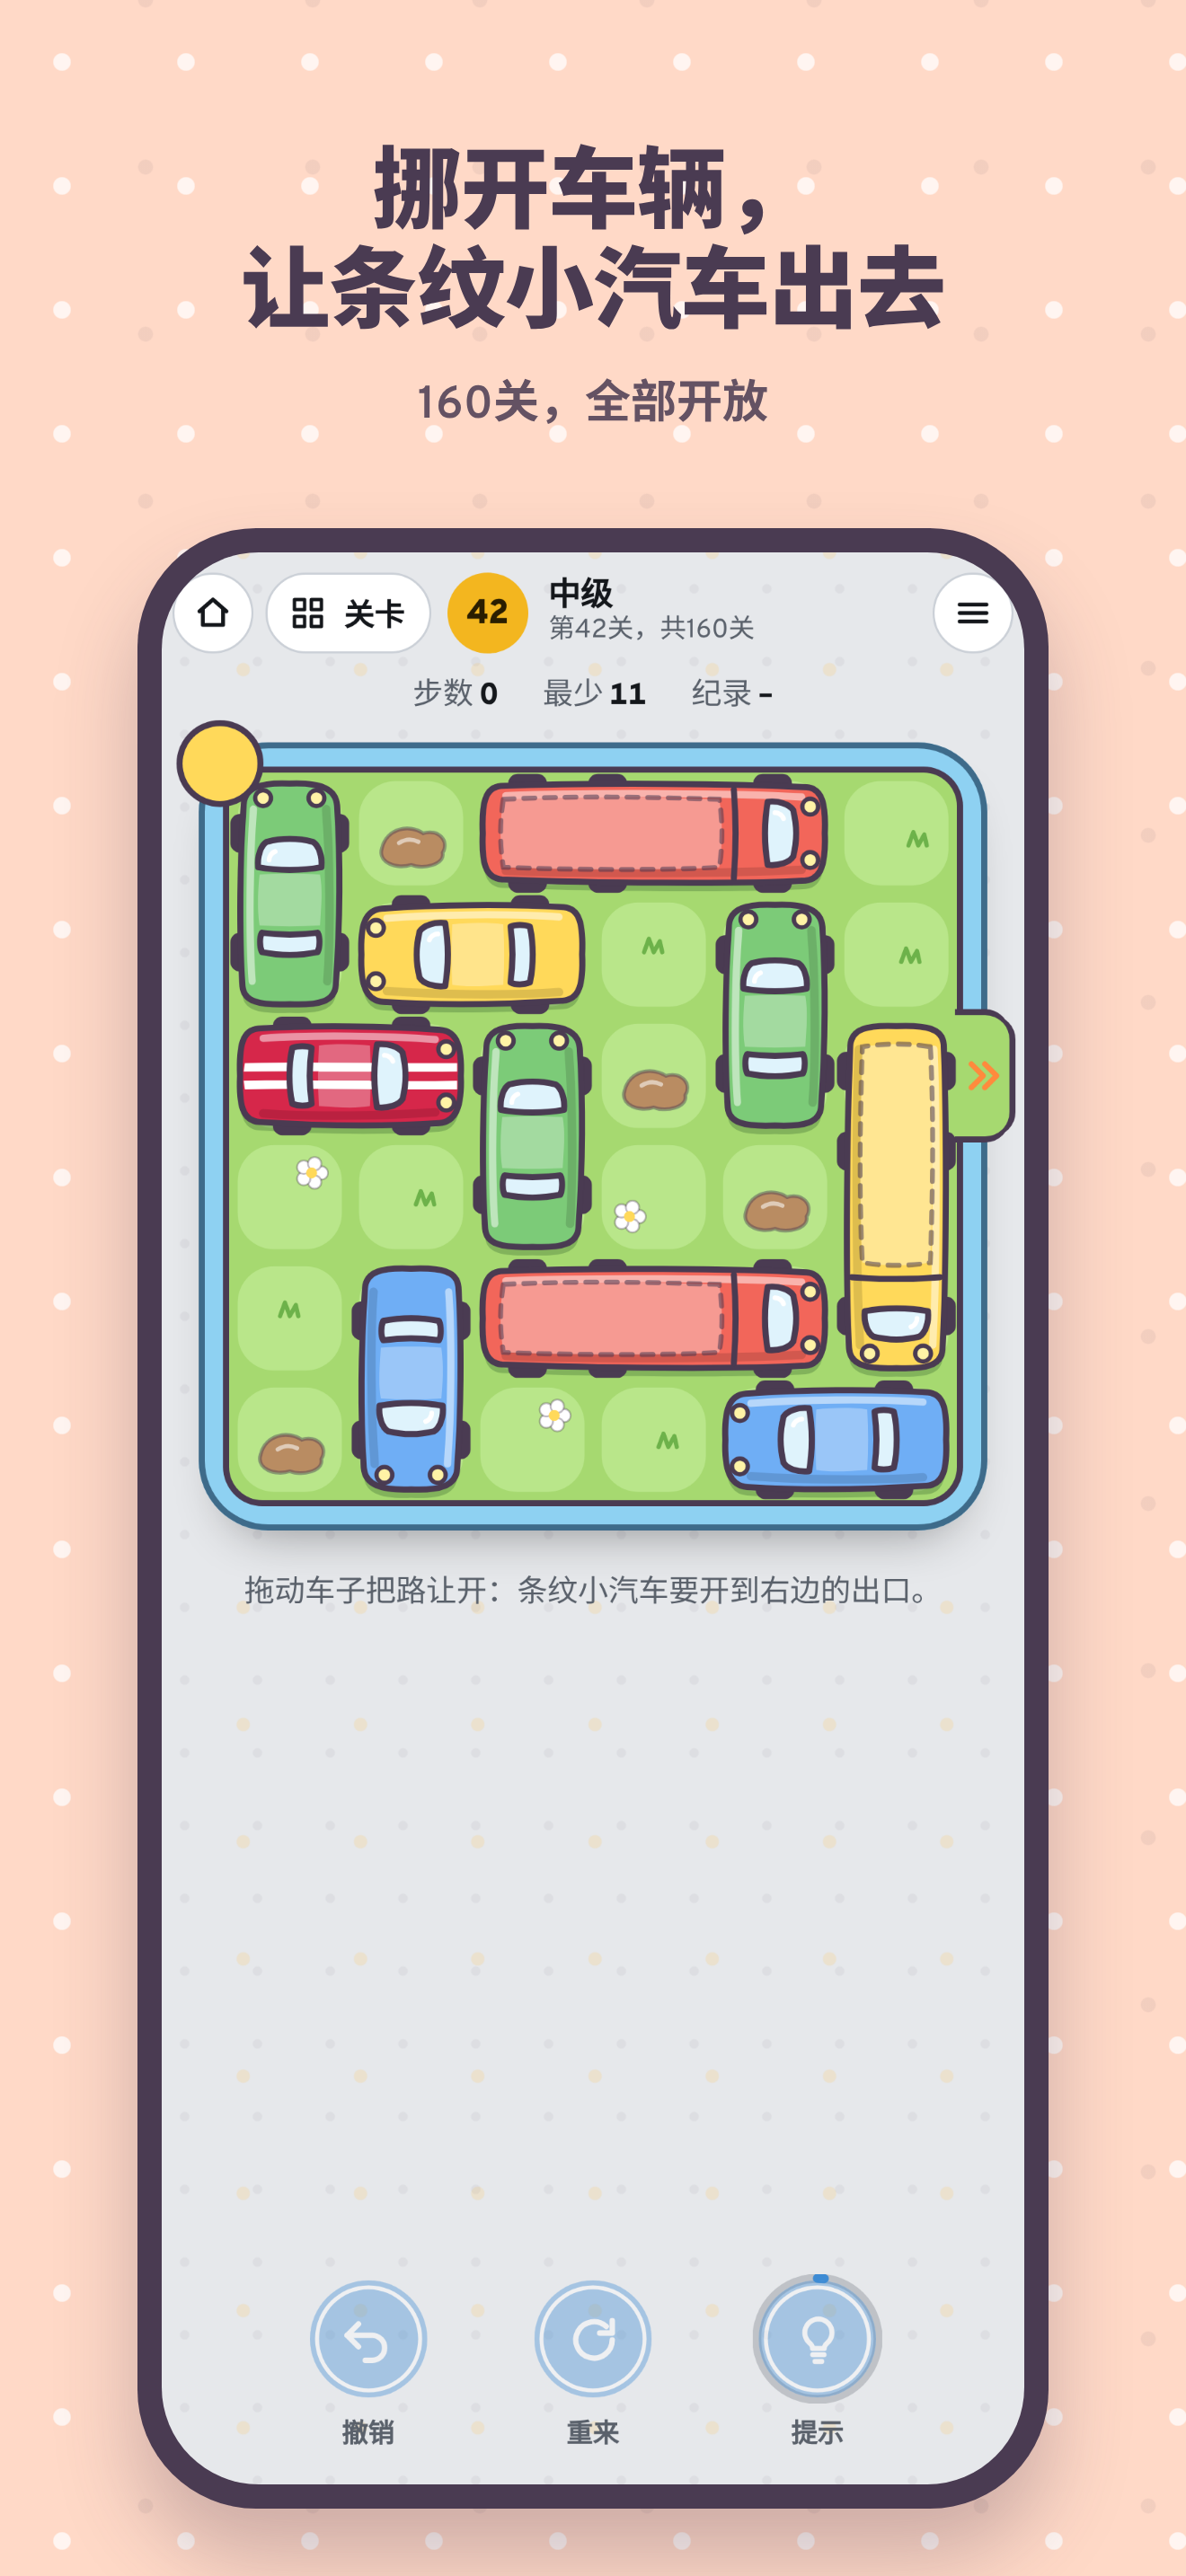 挪开车辆，
让条纹小汽车出去
160关，全部开放
关卡
42
中级
第42关，共160关
步数 0 最少 11 纪录 –
拖动车子把路让开：条纹小汽车要开到右边的出口。
撤销 重来 提示